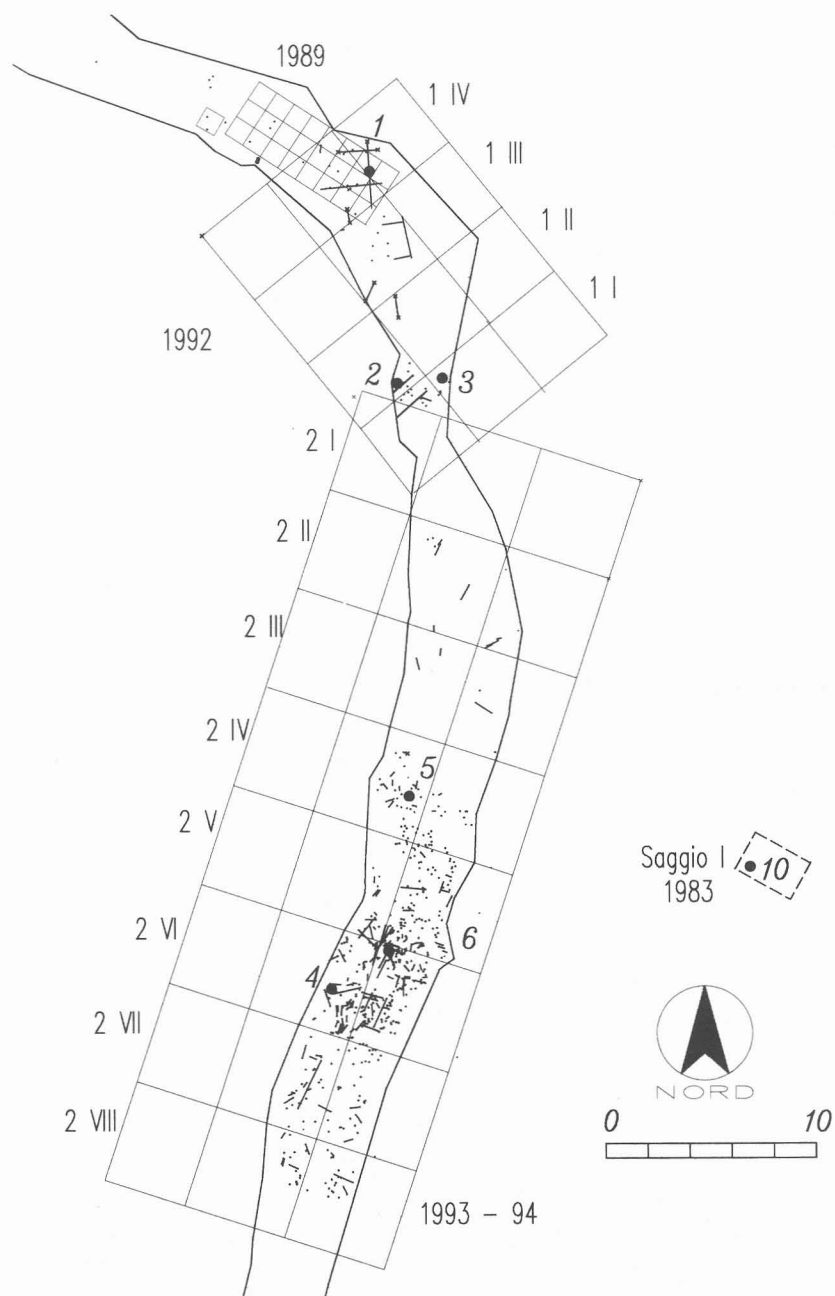 1989
1 IV
1
1 III
1 II
1 I
1992
2
3
2 I
2 II
2 III
2 IV
5
2 V
Saggio I
1983
10
2 VI
6
4
2 VII
NORD
0 10
2 VIII
1993 - 94